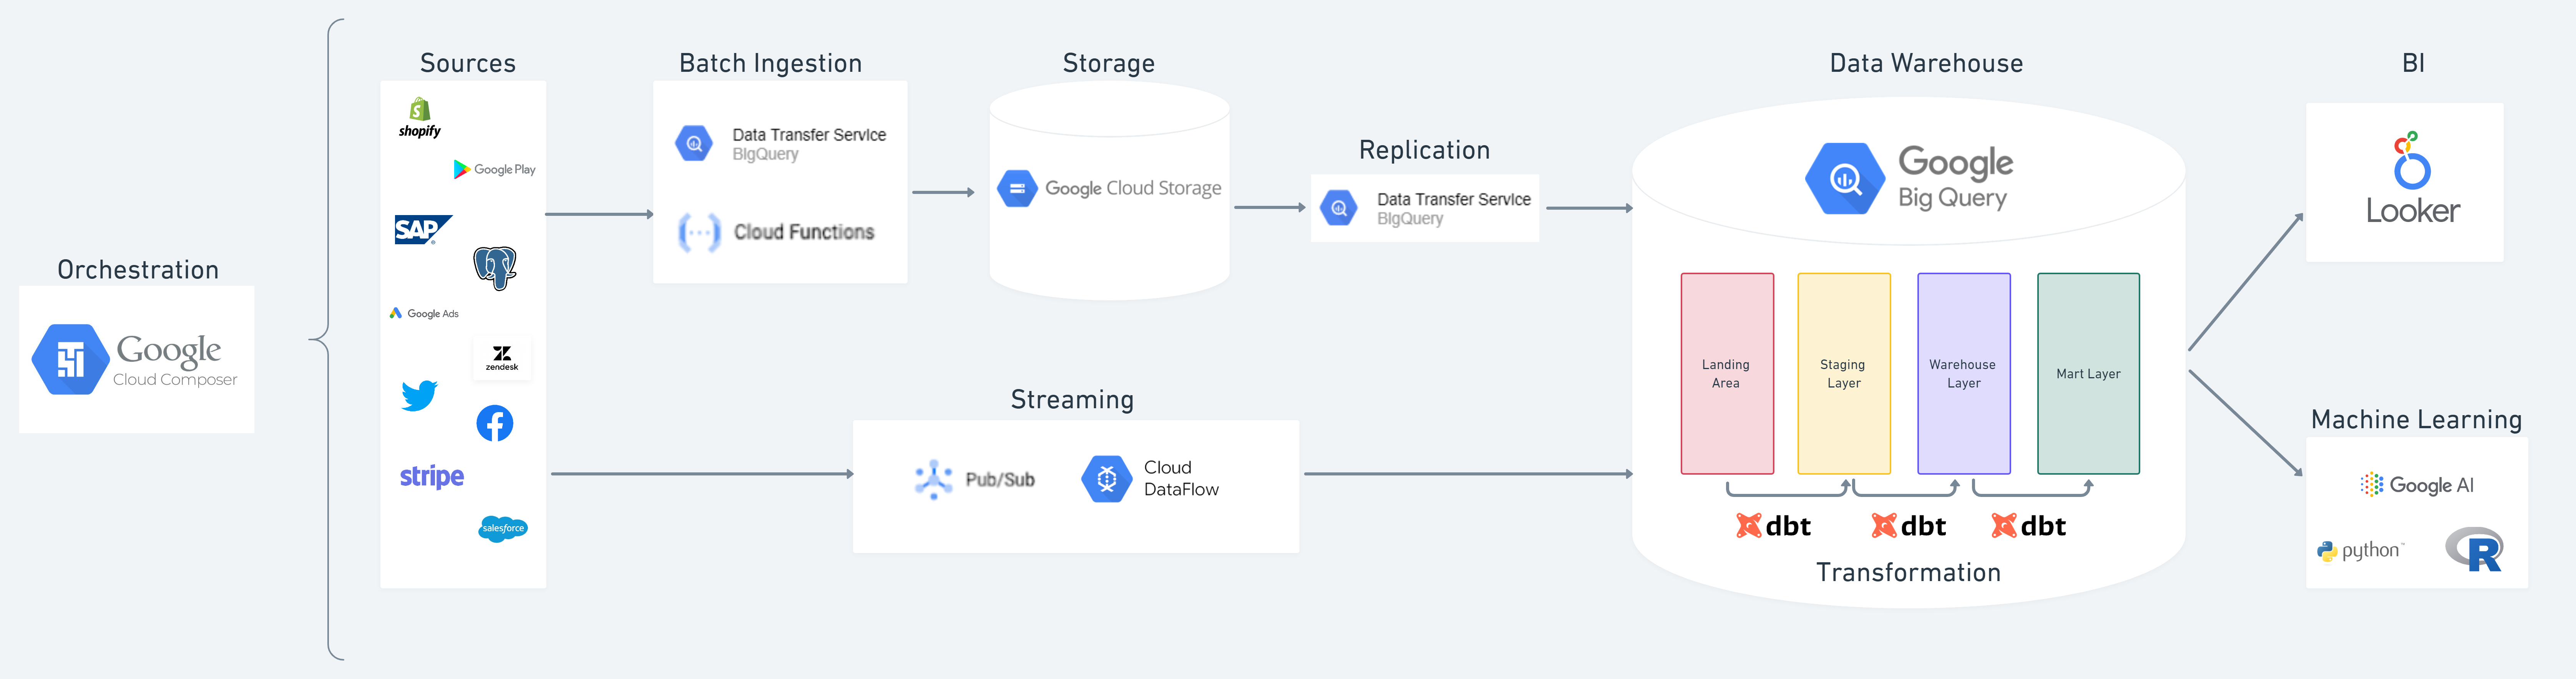 Orchestration
Google
Cloud Composer
Sources
shopify
Google Play
SAP
Google Ads
zendesk
stripe
salesforce
Batch Ingestion
Data Transfer Service
BigQuery
Cloud Functions
Storage
Google Cloud Storage
Replication
Data Transfer Service
BigQuery
Streaming
Pub/Sub
Cloud
DataFlow
Data Warehouse
Google
Big Query
Landing
Area
Staging
Layer
Warehouse
Layer
Mart Layer
dbt
dbt
dbt
Transformation
BI
Looker
Machine Learning
Google AI
python™
R